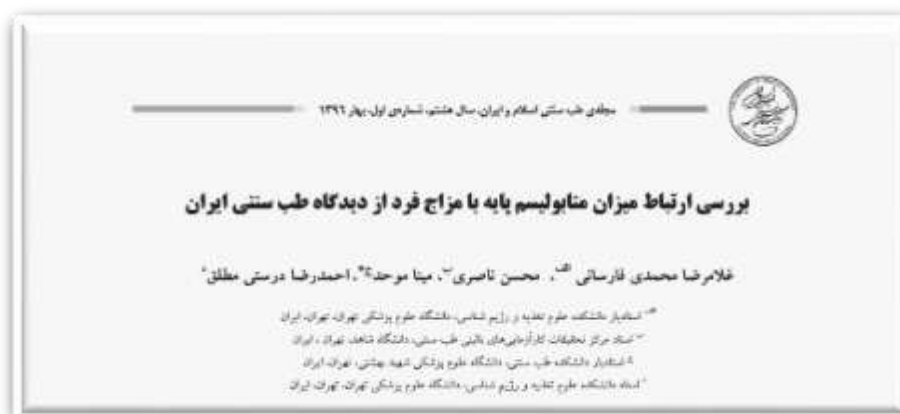 مجله‌ی طب سنتی اسلام و ایران، سال هشتم، شماره‌ی اول، بهار ۱۳۹۶
بررسی ارتباط میزان متابولیسم پایه با مزاج فرد از دیدگاه طب سنتی ایران
غلامرضا محمدی فارسانی الف، محسن ناصری ب، مینا موحد ج*، احمدرضا درستی مطلق د
الف استادیار دانشکده علوم تغذیه و رژیم شناسی، دانشگاه علوم پزشکی تهران، تهران، ایران
ب استاد مرکز تحقیقات کارآزمایی‌های بالینی طب سنتی، دانشگاه شاهد، تهران، ایران
ج استادیار دانشکده طب سنتی، دانشگاه علوم پزشکی شهید بهشتی، تهران، ایران
د استاد دانشکده علوم تغذیه و رژیم شناسی، دانشگاه علوم پزشکی تهران، تهران، ایران